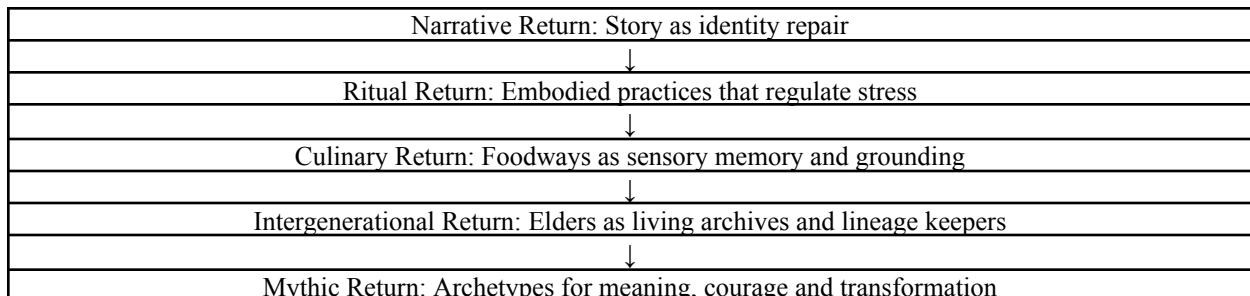 Narrative Return: Story as identity repair
↓
Ritual Return: Embodied practices that regulate stress
↓
Culinary Return: Foodways as sensory memory and grounding
↓
Intergenerational Return: Elders as living archives and lineage keepers
↓
Mythic Return: Archetypes for meaning, courage and transformation